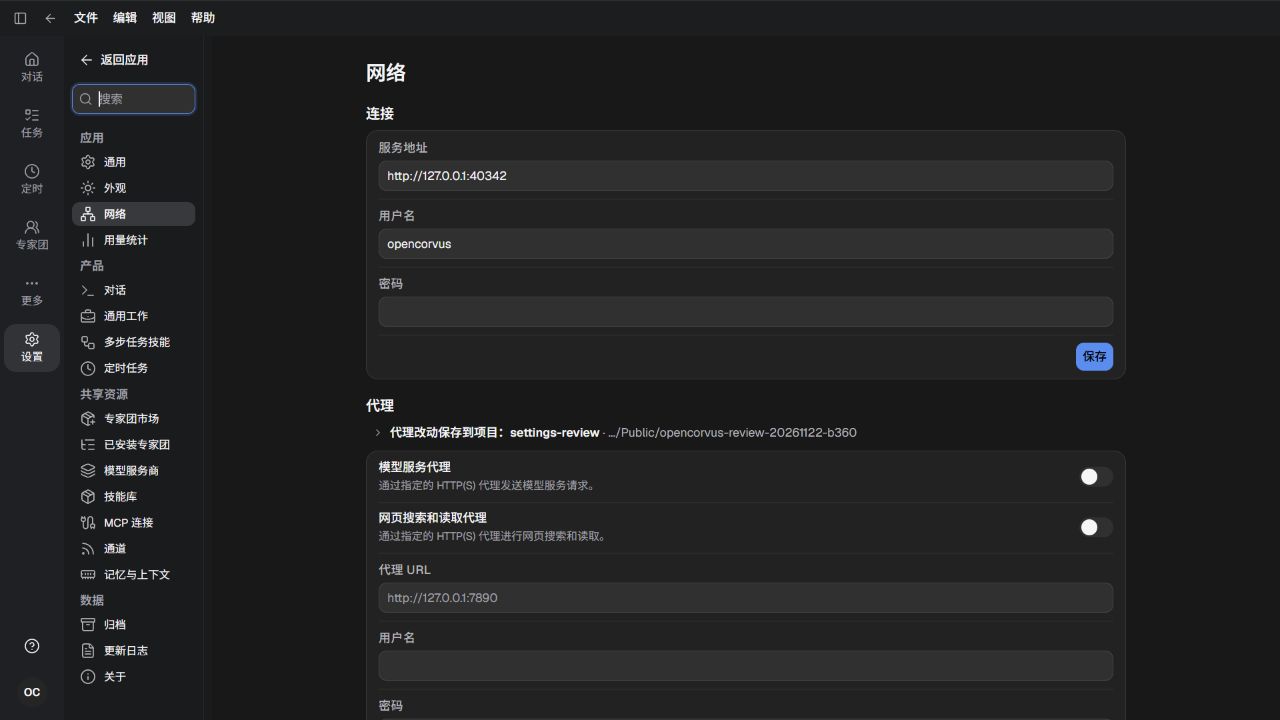 文件 编辑 视图 帮助
对话
任务
定时
专家团
更多
设置
OC
返回应用
搜索
应用
通用
外观
网络
用量统计
产品
对话
通用工作
多步任务技能
定时任务
共享资源
专家团市场
已安装专家团
模型服务商
技能库
MCP 连接
通道
记忆与上下文
数据
归档
更新日志
关于
网络
连接
服务地址
http://127.0.0.1:40342
用户名
opencorvus
密码
保存
代理
代理改动保存到项目：settings-review · .../Public/opencorvus-review-20261122-b360
模型服务代理
通过指定的 HTTP(S) 代理发送模型服务请求。
网页搜索和读取代理
通过指定的 HTTP(S) 代理进行网页搜索和读取。
代理 URL
http://127.0.0.1:7890
用户名
密码